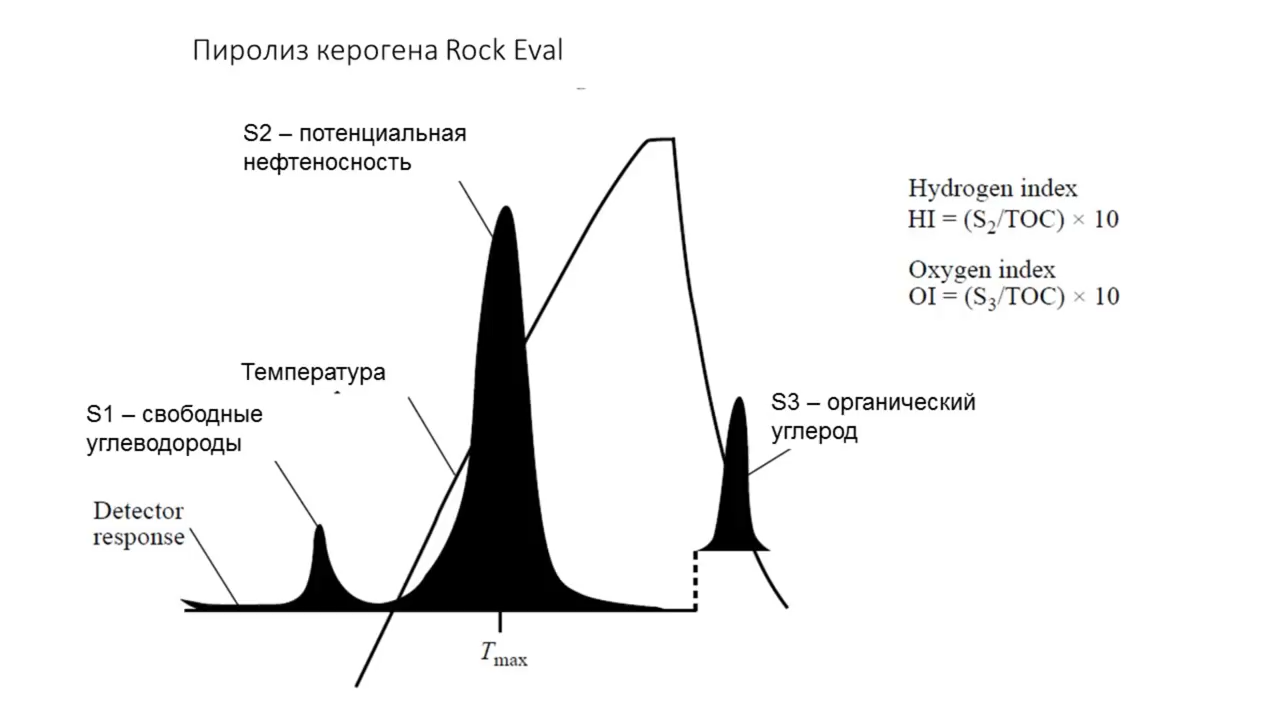 Пиролиз керогена Rock Eval
S2 – потенциальная
нефтеносность
Hydrogen index
HI = (S2/TOC) × 10
Oxygen index
OI = (S3/TOC) × 10
Температура
S1 – свободные
углеводороды
S3 – органический
углерод
Detector
response
Tmax